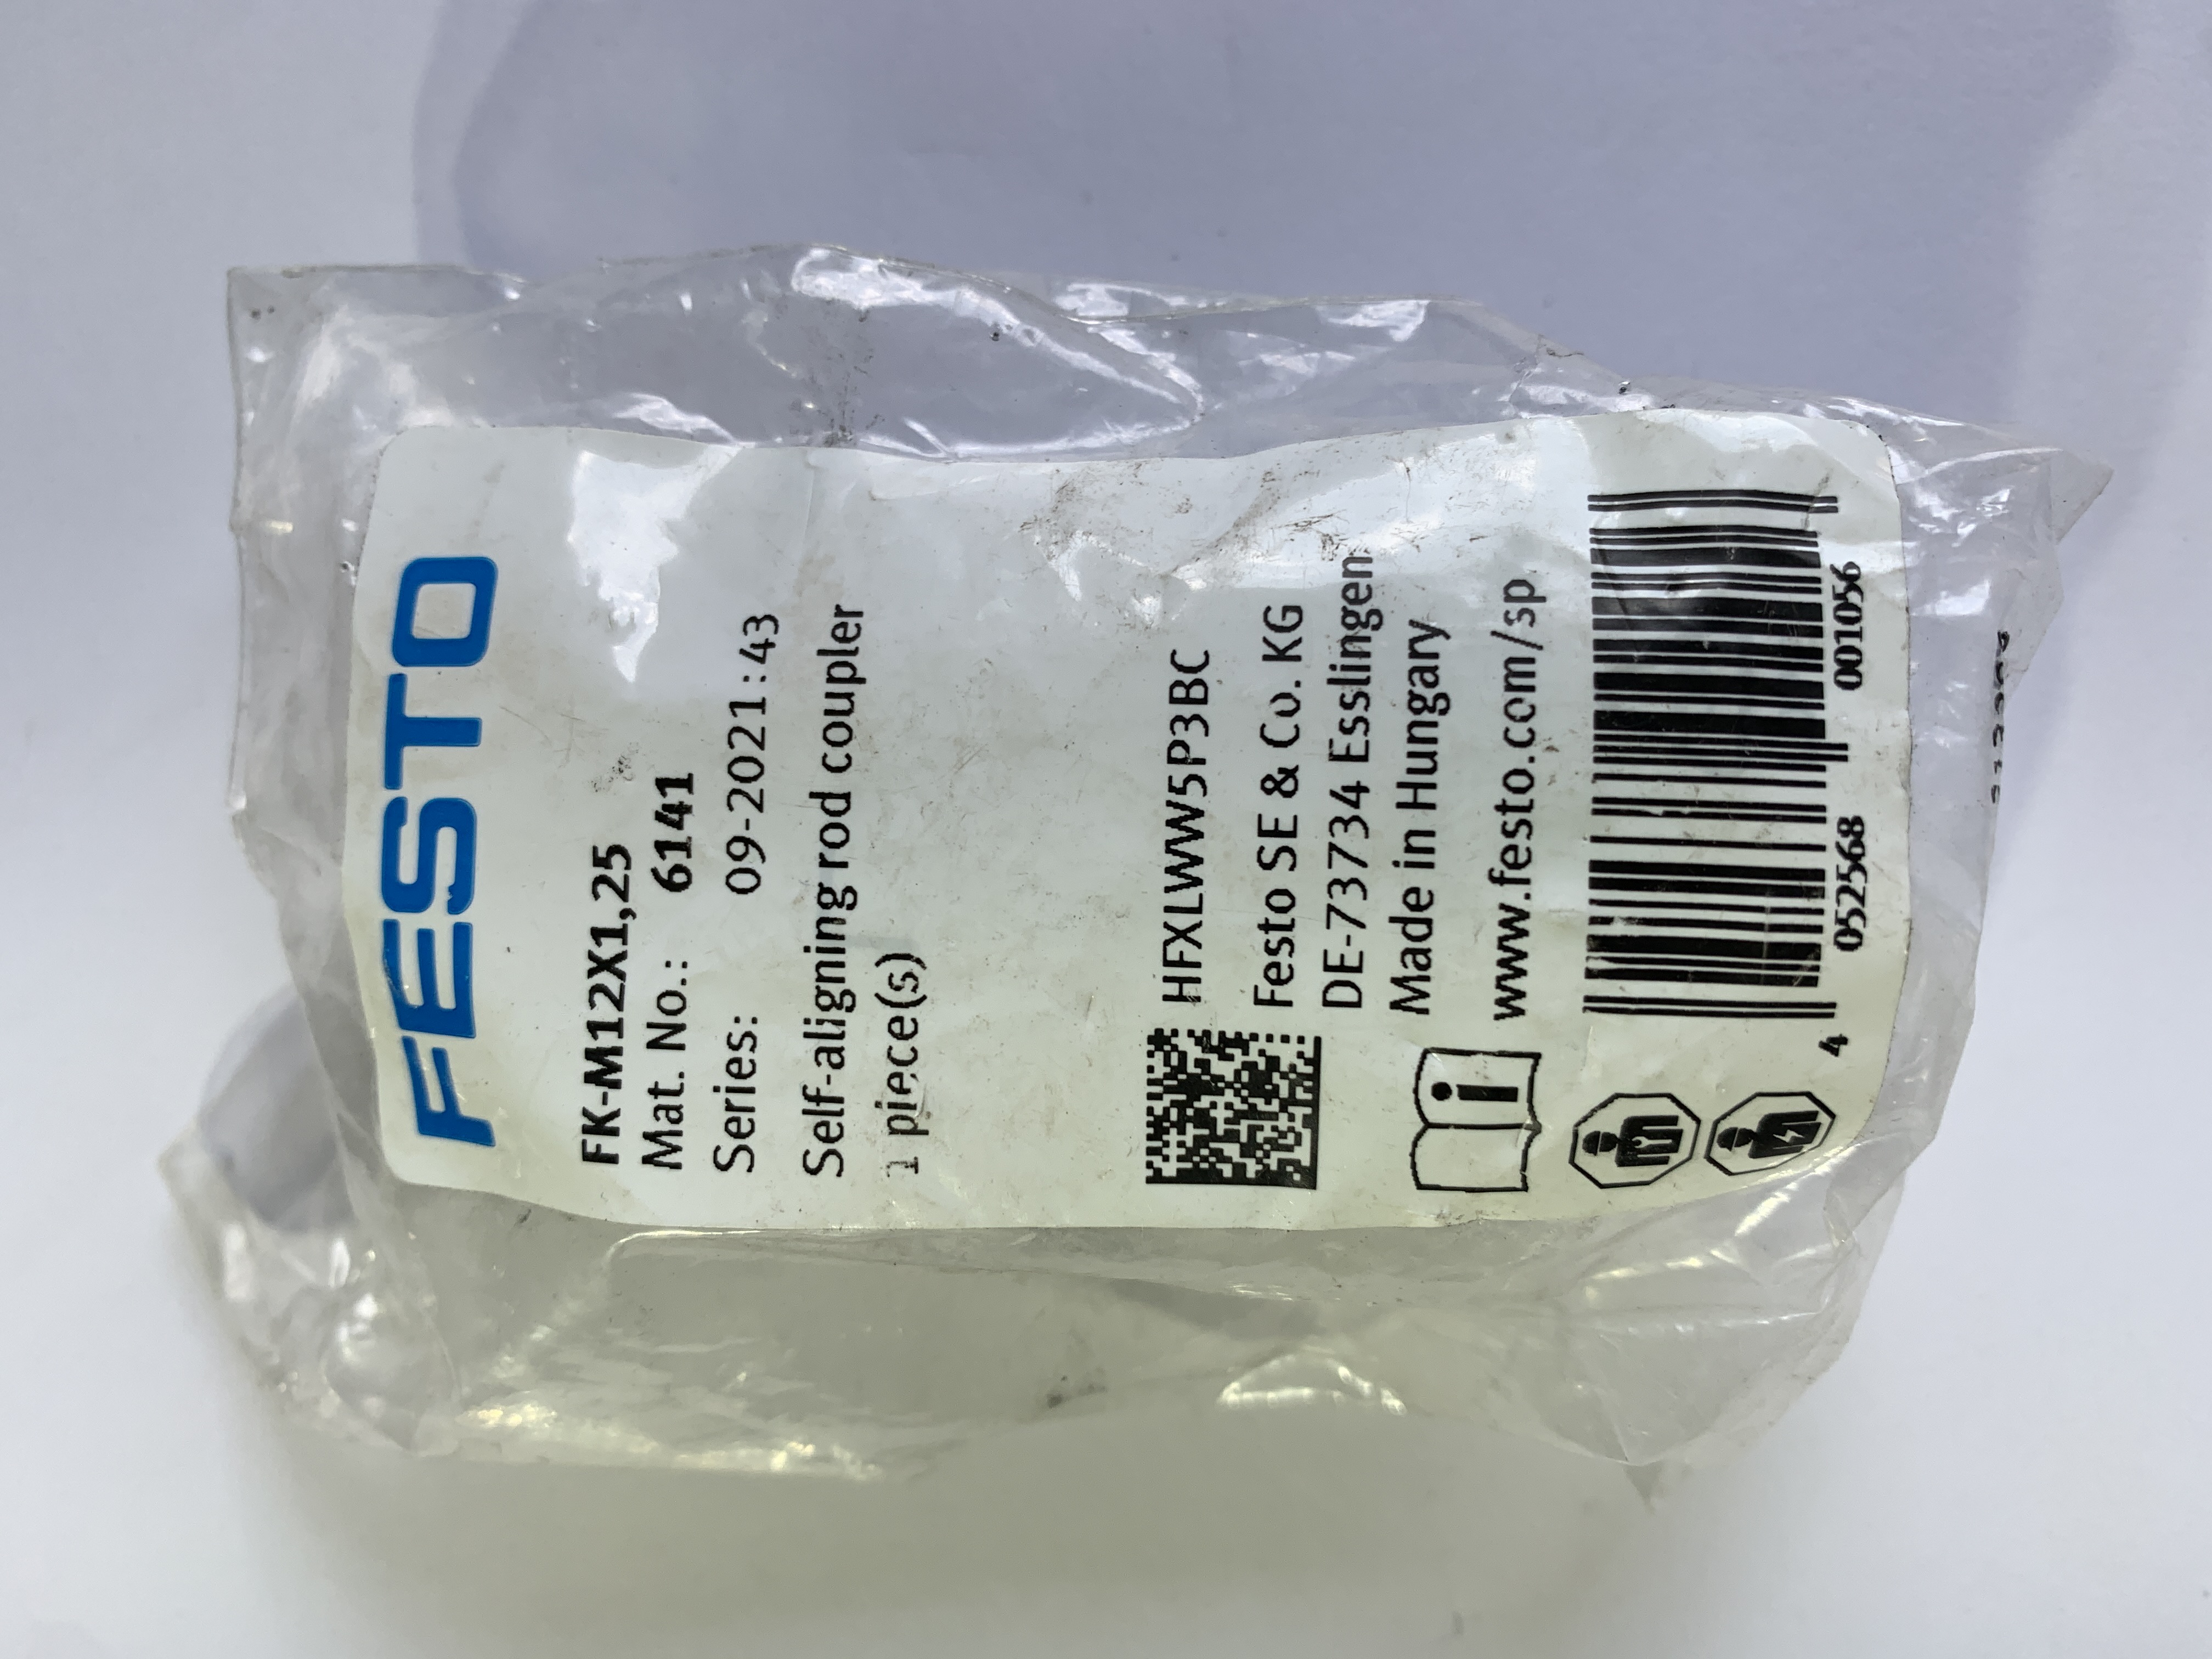 FESTO
FK-M12X1,25
Mat. No.: 6141
Series: 09-2021:43
Self-aligning rod coupler
1 piece(s)
HFXLWW5P3BC
Festo SE & Co. KG
DE-73734 Esslingen
Made in Hungary
www.festo.com/sp
4 052568 001056